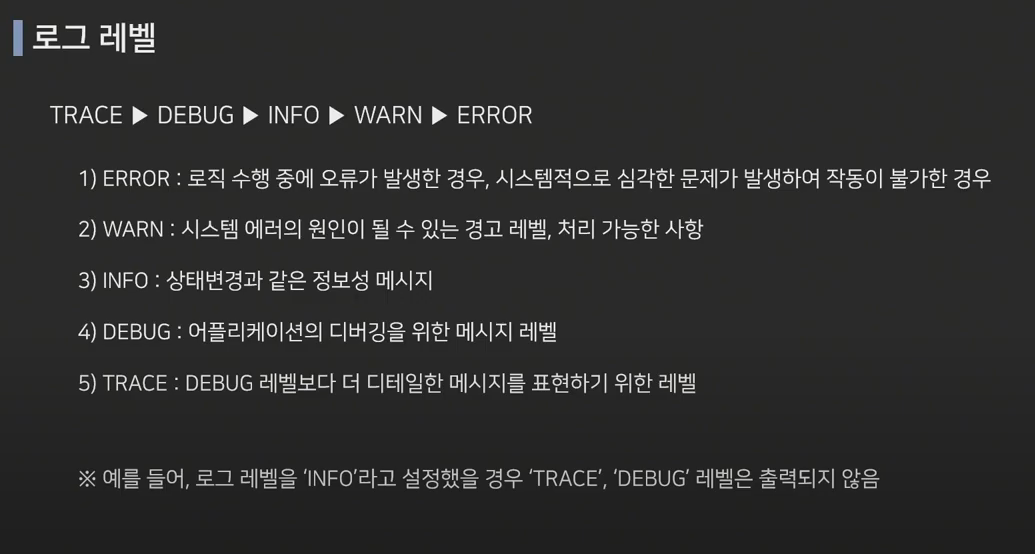 로그 레벨
TRACE ▶ DEBUG ▶ INFO ▶ WARN ▶ ERROR
1) ERROR : 로직 수행 중에 오류가 발생한 경우, 시스템적으로 심각한 문제가 발생하여 작동이 불가한 경우
2) WARN : 시스템 에러의 원인이 될 수 있는 경고 레벨, 처리 가능한 사항
3) INFO : 상태변경과 같은 정보성 메시지
4) DEBUG : 어플리케이션의 디버깅을 위한 메시지 레벨
5) TRACE : DEBUG 레벨보다 더 디테일한 메시지를 표현하기 위한 레벨
※ 예를 들어, 로그 레벨을 ‘INFO’라고 설정했을 경우 ‘TRACE’, ‘DEBUG’ 레벨은 출력되지 않음